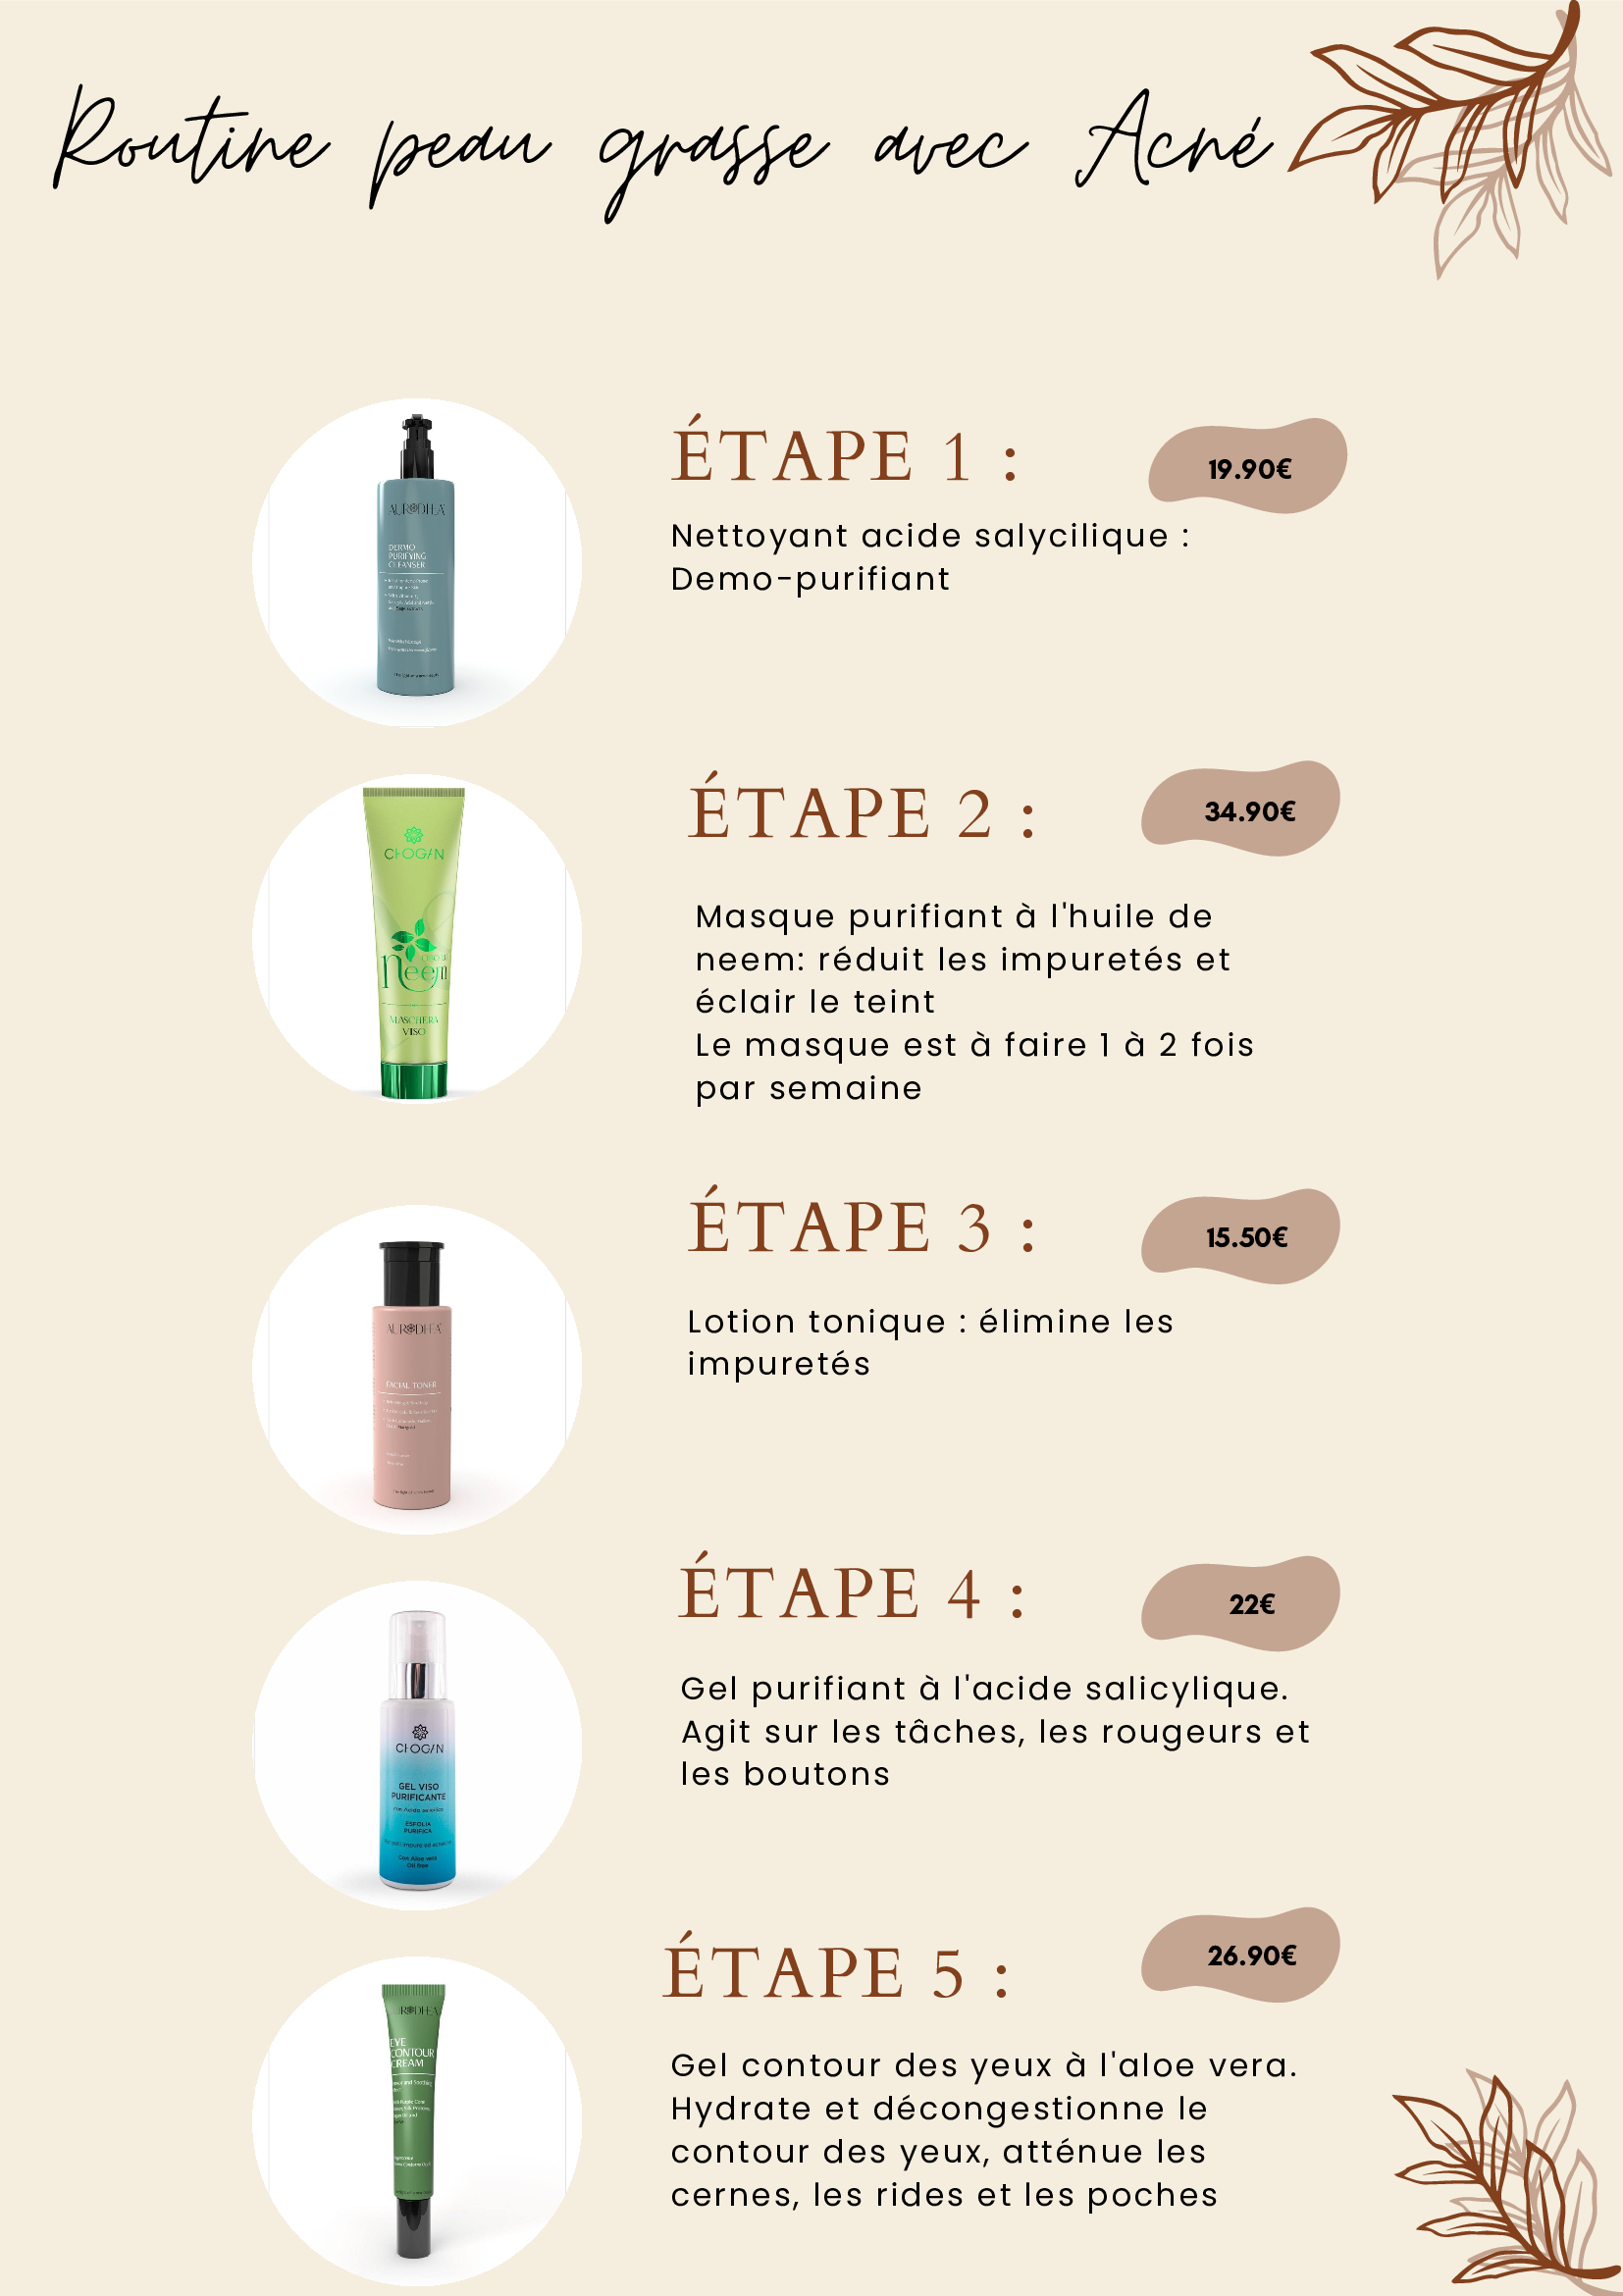 Routine peau grasse avec Acné
ÉTAPE 1 :
19.90€
Nettoyant acide salycilique :
Demo-purifiant
AURODHEA
DERMO
PURIFYING
CLEANSER
ÉTAPE 2 :
34.90€
Masque purifiant à l'huile de
neem: réduit les impuretés et
éclair le teint
Le masque est à faire 1 à 2 fois
par semaine
CHOGAN
neem
MASCHERA
VISO
ÉTAPE 3 :
15.50€
Lotion tonique : élimine les
impuretés
AURODHEA
FACIAL TONER
ÉTAPE 4 :
22€
Gel purifiant à l'acide salicylique.
Agit sur les tâches, les rougeurs et
les boutons
CHOGAN
GEL VISO
PURIFICANTE
ESFOLIA
PURIFICA
Con Aloe vera
Oil free
ÉTAPE 5 :
26.90€
Gel contour des yeux à l'aloe vera.
Hydrate et décongestionne le
contour des yeux, atténue les
cernes, les rides et les poches
AURODHEA
EYE
CONTOUR
CREAM